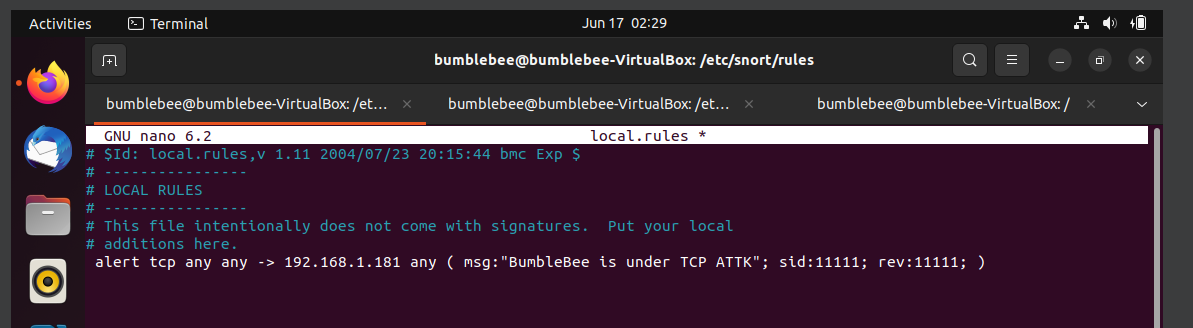 Activities Terminal Jun 17 02:29
bumblebee@bumblebee-VirtualBox: /etc/snort/rules
bumblebee@bumblebee-VirtualBox: /et... bumblebee@bumblebee-VirtualBox: /et... bumblebee@bumblebee-VirtualBox: /
GNU nano 6.2 local.rules *
# $Id: local.rules,v 1.11 2004/07/23 20:15:44 bmc Exp $
# ----------------
# LOCAL RULES
# ----------------
# This file intentionally does not come with signatures.  Put your local
# additions here.
alert tcp any any -> 192.168.1.181 any ( msg:"BumbleBee is under TCP ATTK"; sid:11111; rev:11111; )